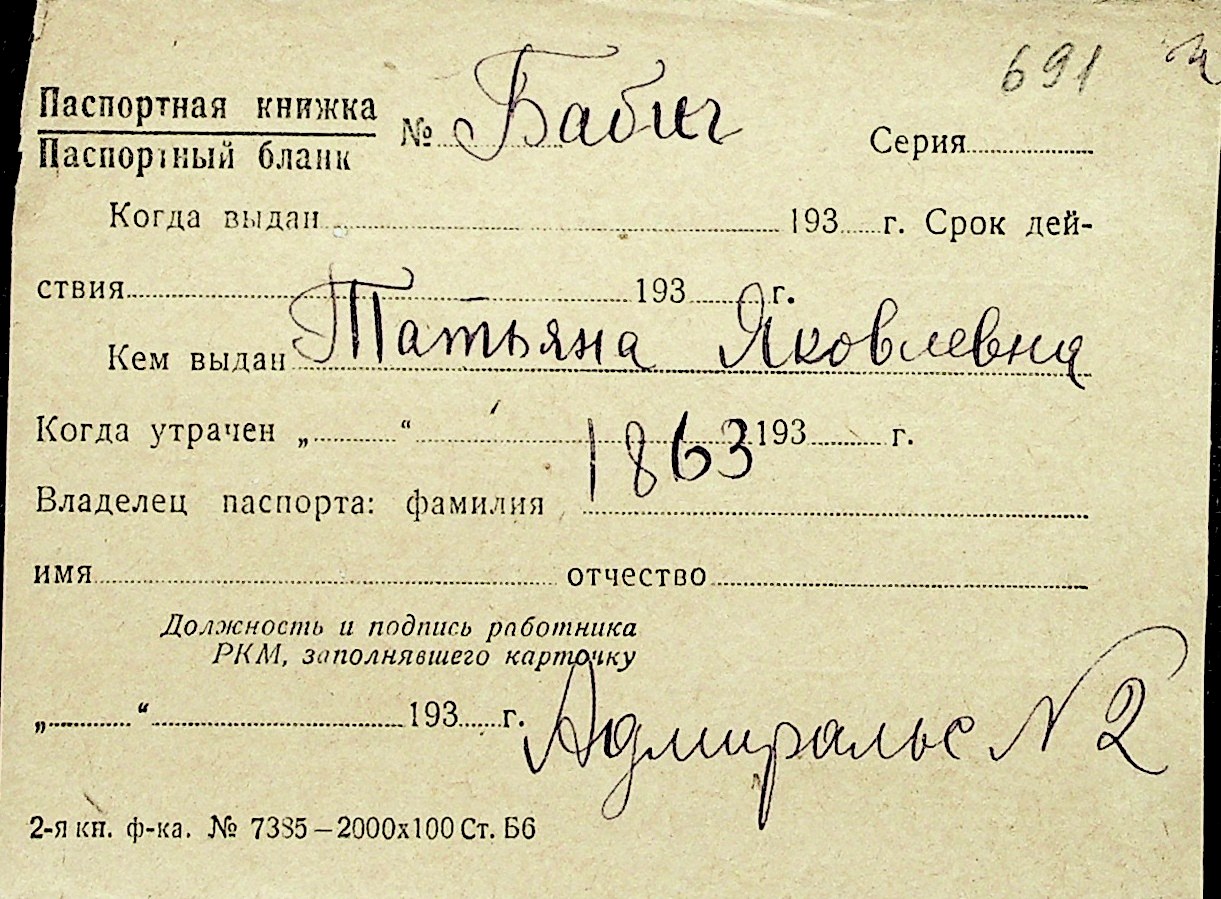 691
Паспортная книжка
Паспортный бланк
№ Бабич Серия
Когда выдан 193 г. Срок дей-
ствия 193 г.
Кем выдан Татьяна Яковлевна
Когда утрачен „ “ 1863 193 г.
Владелец паспорта: фамилия
имя отчество
Должность и подпись работника
РКМ, заполнявшего карточку
„ “ 193 г. Адмиральс N 2
2-я кн. ф-ка. № 7385—2000х100 Ст. Б6